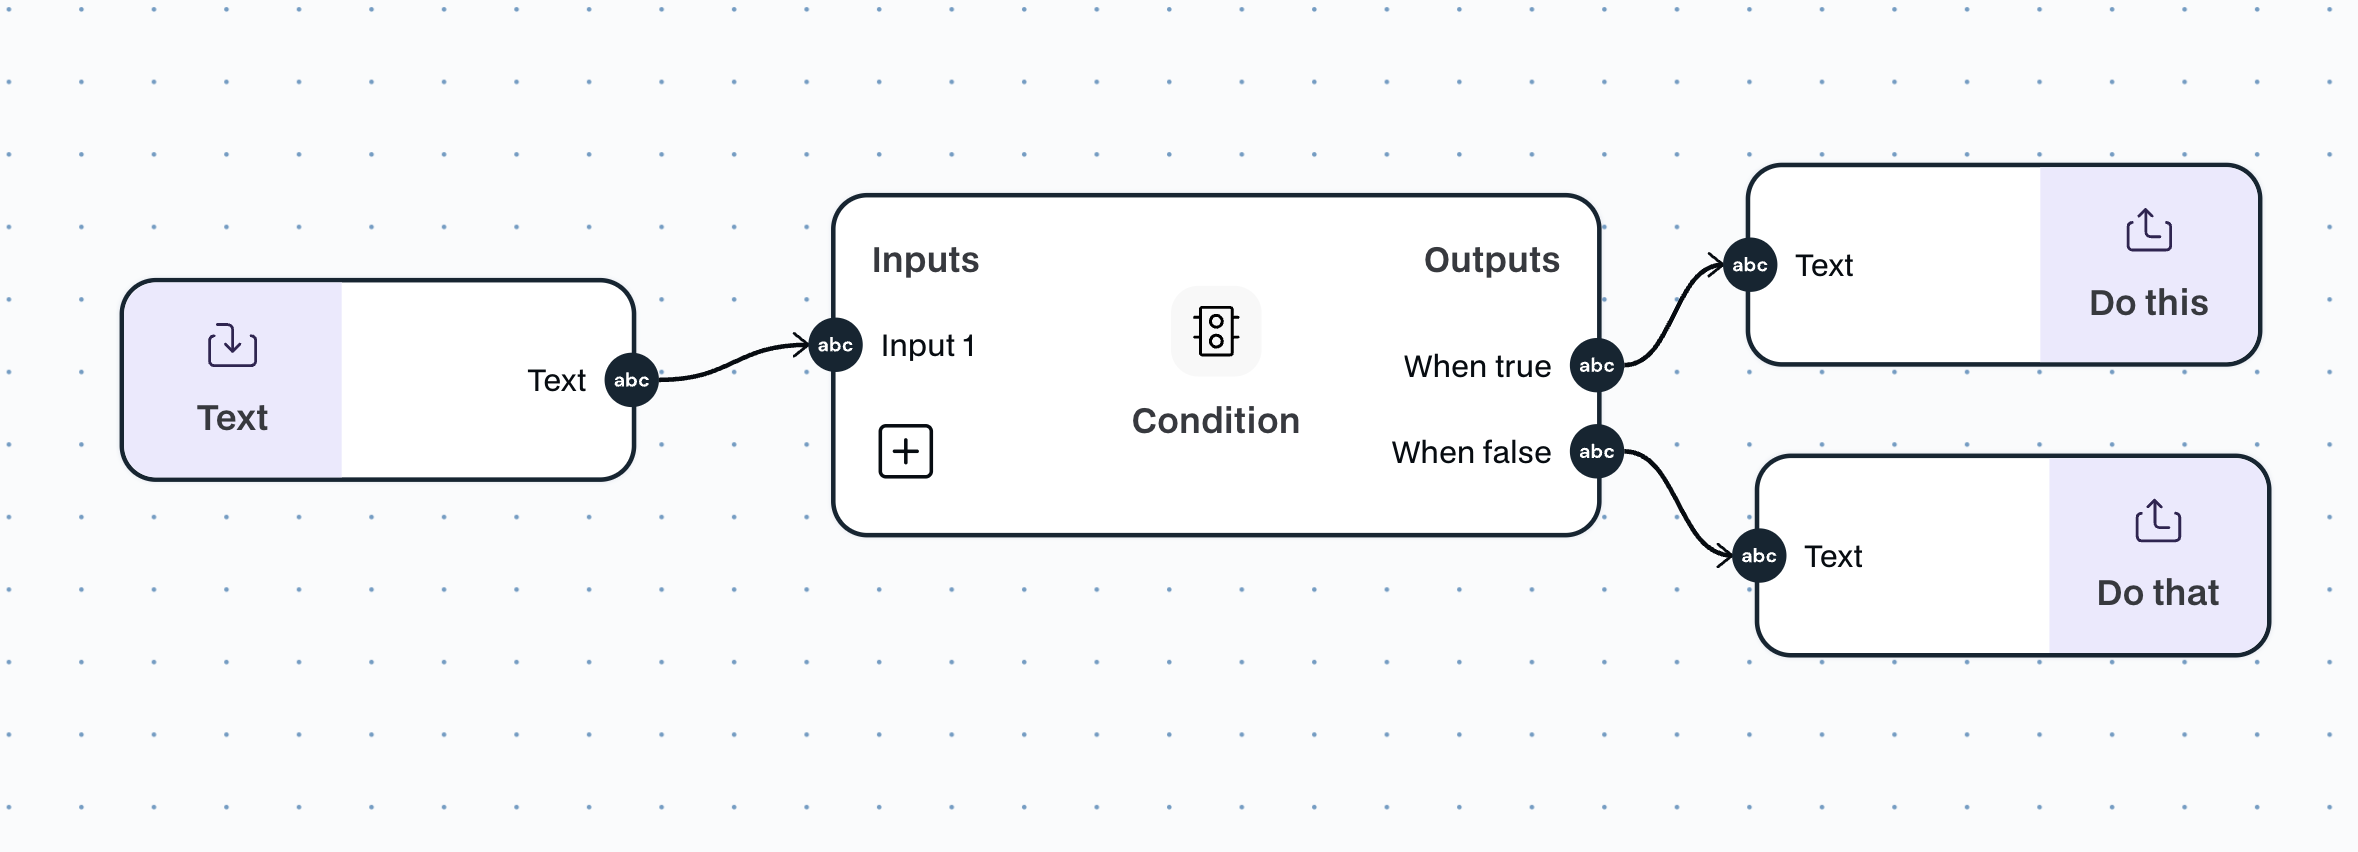 Text
Text
abc
abc
Inputs
Input 1
Condition
Outputs
When true
abc
When false
abc
abc
Text
Do this
abc
Text
Do that